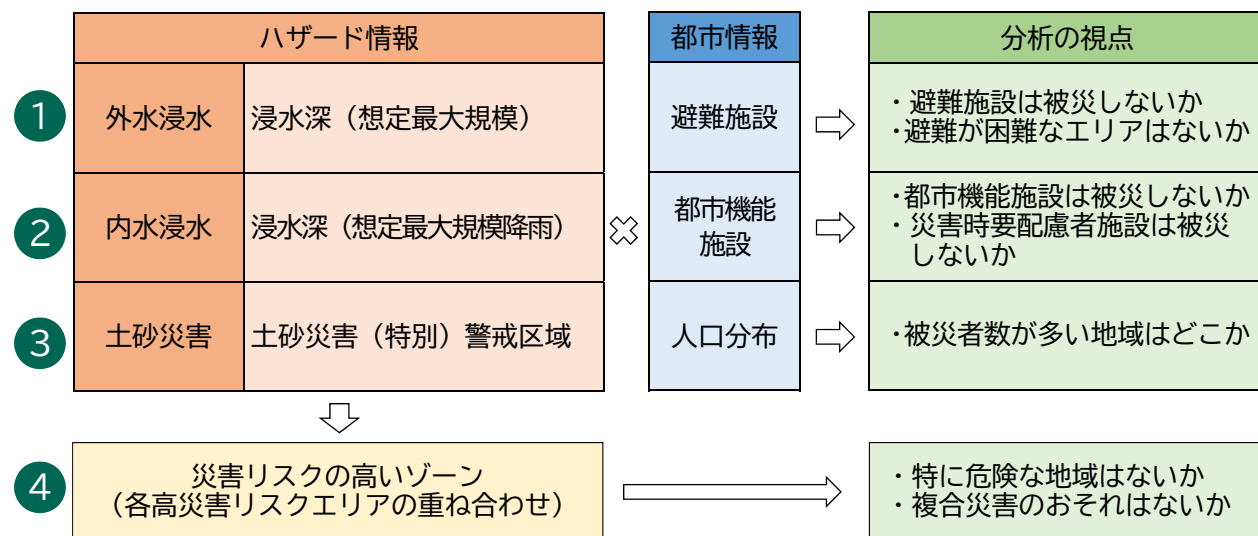 ハザード情報
都市情報
分析の視点
1
外水浸水
浸水深（想定最大規模）
避難施設
・避難施設は被災しないか
・避難が困難なエリアはないか
2
内水浸水
浸水深（想定最大規模降雨）
都市機能
施設
・都市機能施設は被災しないか
・災害時要配慮者施設は被災
しないか
3
土砂災害
土砂災害（特別）警戒区域
人口分布
・被災者数が多い地域はどこか
4
災害リスクの高いゾーン
（各高災害リスクエリアの重ね合わせ）
・特に危険な地域はないか
・複合災害のおそれはないか